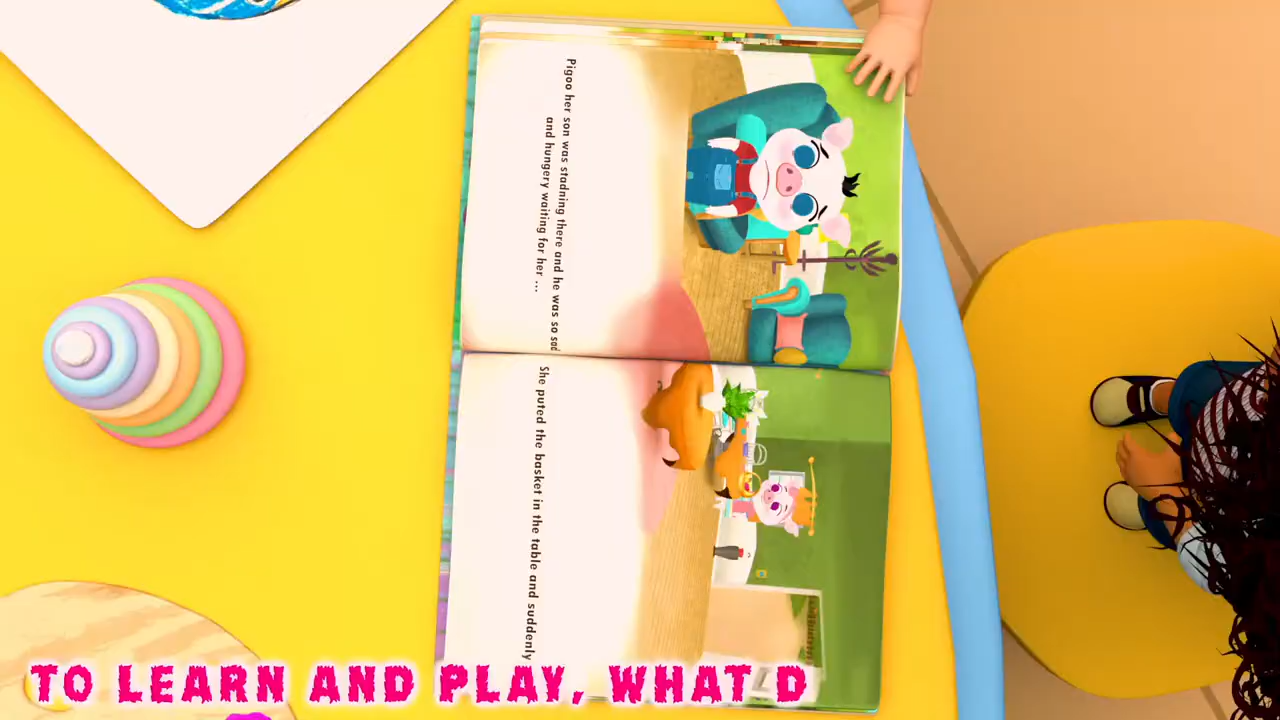 Pigoo her son was stadning there and he was so sad
and hungery waiting for her ...
She puted the basket in the table and suddenly
TO LEARN AND PLAY, WHAT D